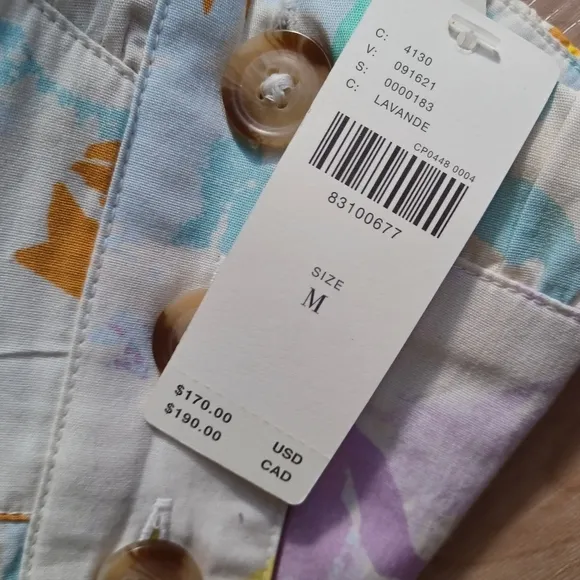 C: 4130
V: 091621
S: 0000183
C: LAVANDE
CP0448 0004
83100677
SIZE
M
$170.00 USD
$190.00 CAD